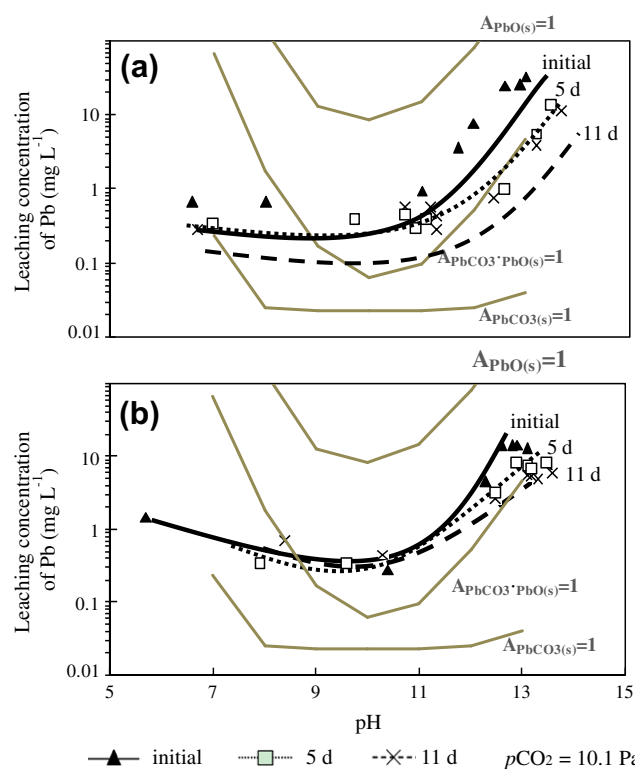 A_PbO(s)=1
(a)
initial
5 d
11 d
10
1
0.1
0.01
Leaching concentration
of Pb (mg L⁻¹)
A_PbCO3·PbO(s)=1
A_PbCO3(s)=1
A_PbO(s)=1
(b)
initial
5 d
11 d
10
1
0.1
0.01
Leaching concentration
of Pb (mg L⁻¹)
A_PbCO3·PbO(s)=1
A_PbCO3(s)=1
5 7 9 11 13 15
pH
initial 5 d 11 d pCO₂ = 10.1 Pa